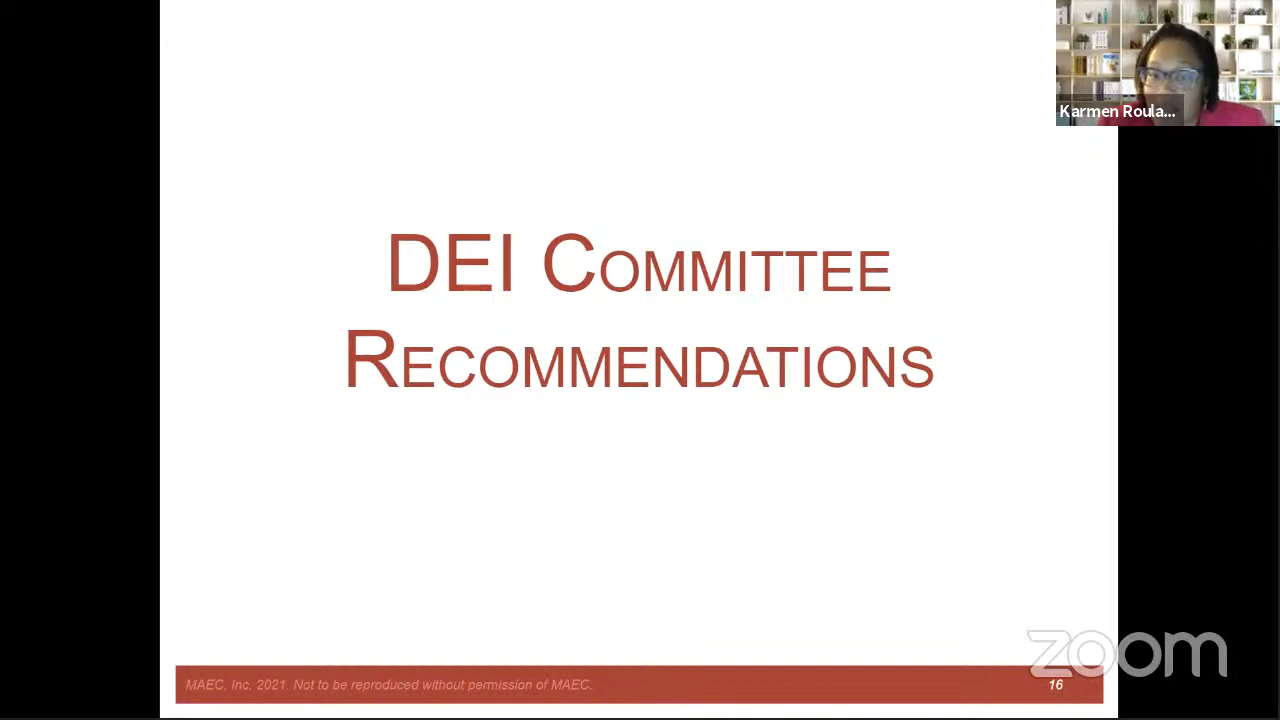 Karmen Roula...
DEI COMMITTEE
RECOMMENDATIONS
zoom
MAEC, Inc, 2021. Not to be reproduced without permission of MAEC.
16